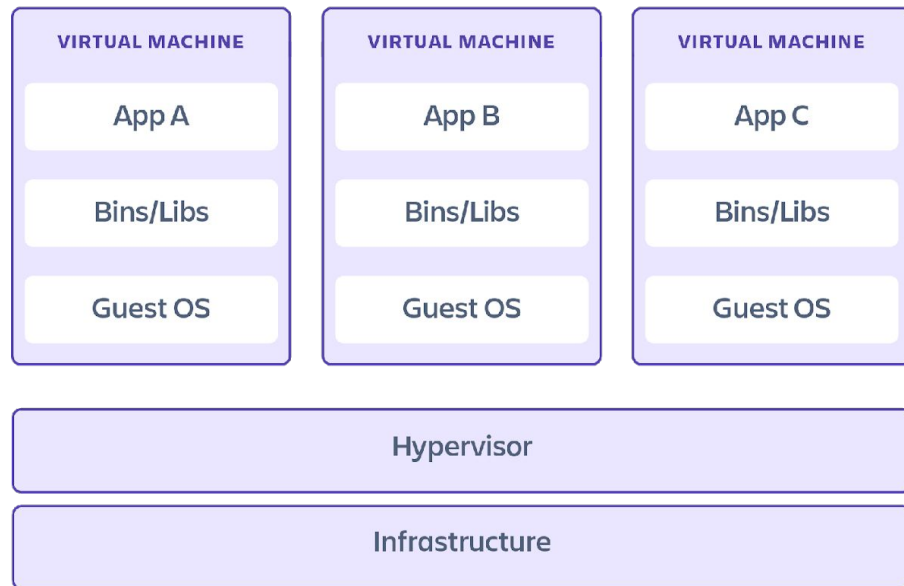 VIRTUAL MACHINE
App A
Bins/Libs
Guest OS
VIRTUAL MACHINE
App B
Bins/Libs
Guest OS
VIRTUAL MACHINE
App C
Bins/Libs
Guest OS
Hypervisor
Infrastructure